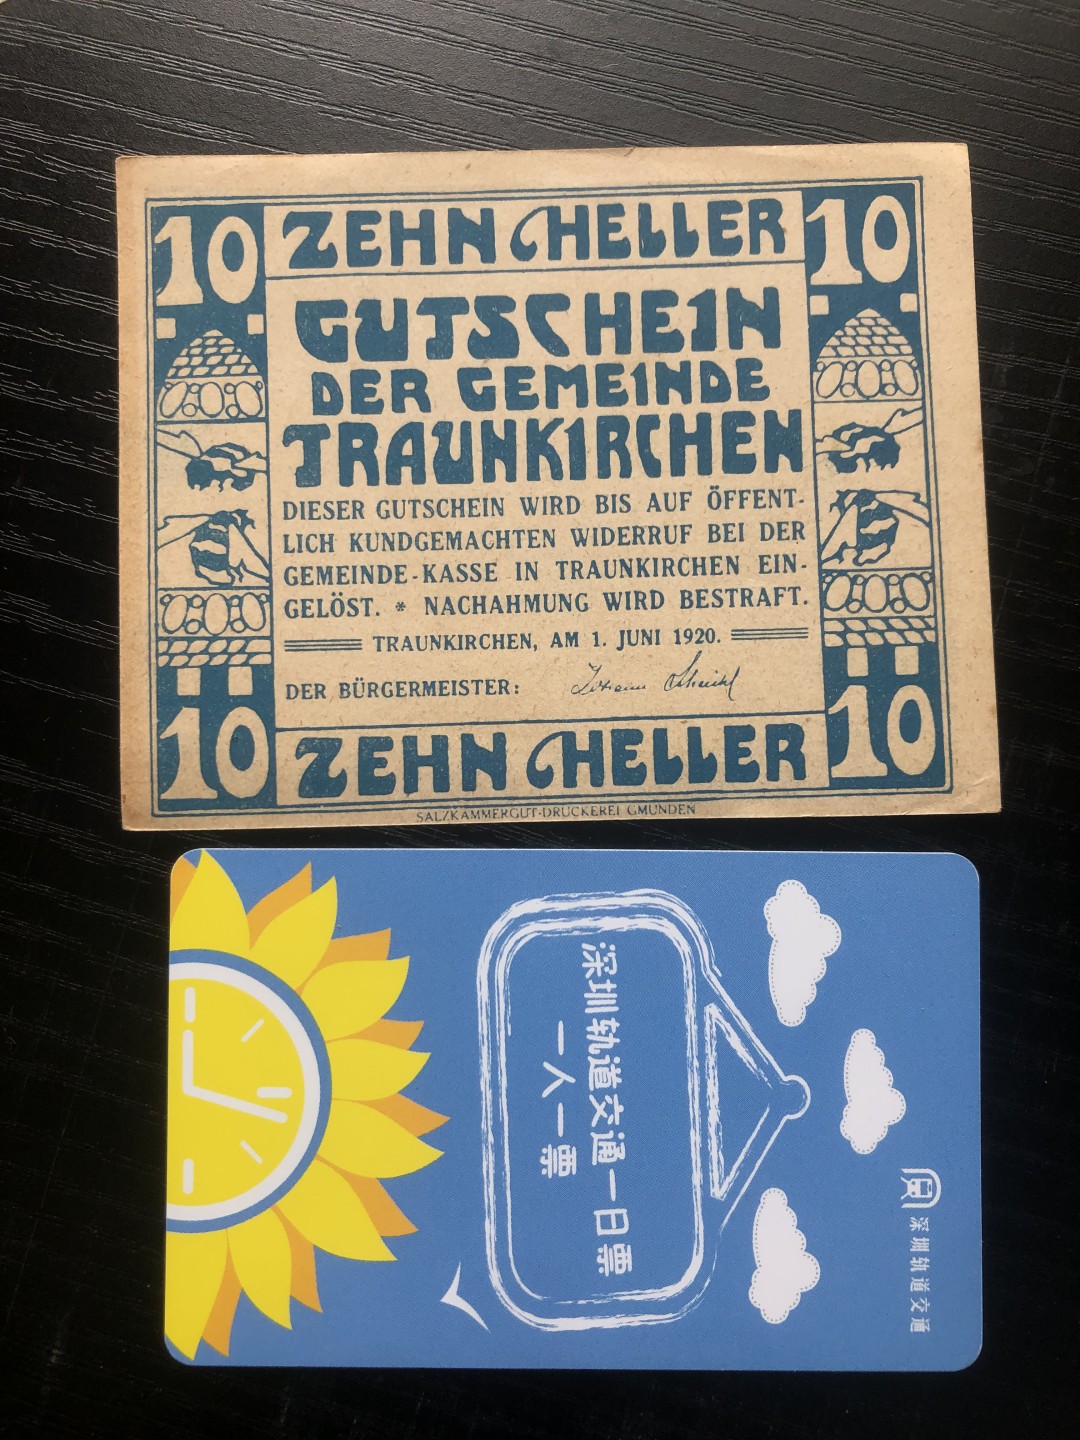 10 ZEHN HELLER 10
GUTSCHEIN
DER GEMEINDE
TRAUNKIRCHEN
DIESER GUTSCHEIN WIRD BIS AUF ÖFFENT-
LICH KUNDGEMACHTEN WIDERRUF BEI DER
GEMEINDE-KASSE IN TRAUNKIRCHEN EIN-
GELÖST. * NACHAHMUNG WIRD BESTRAFT.
TRAUNKIRCHEN, AM 1. JUNI 1920.
DER BÜRGERMEISTER: Johann
10 ZEHN HELLER 10
SALZKAMMERGUT-DRUCKEREI GMUNDEN
深圳轨道交通
深圳轨道交通一日票
一人一票